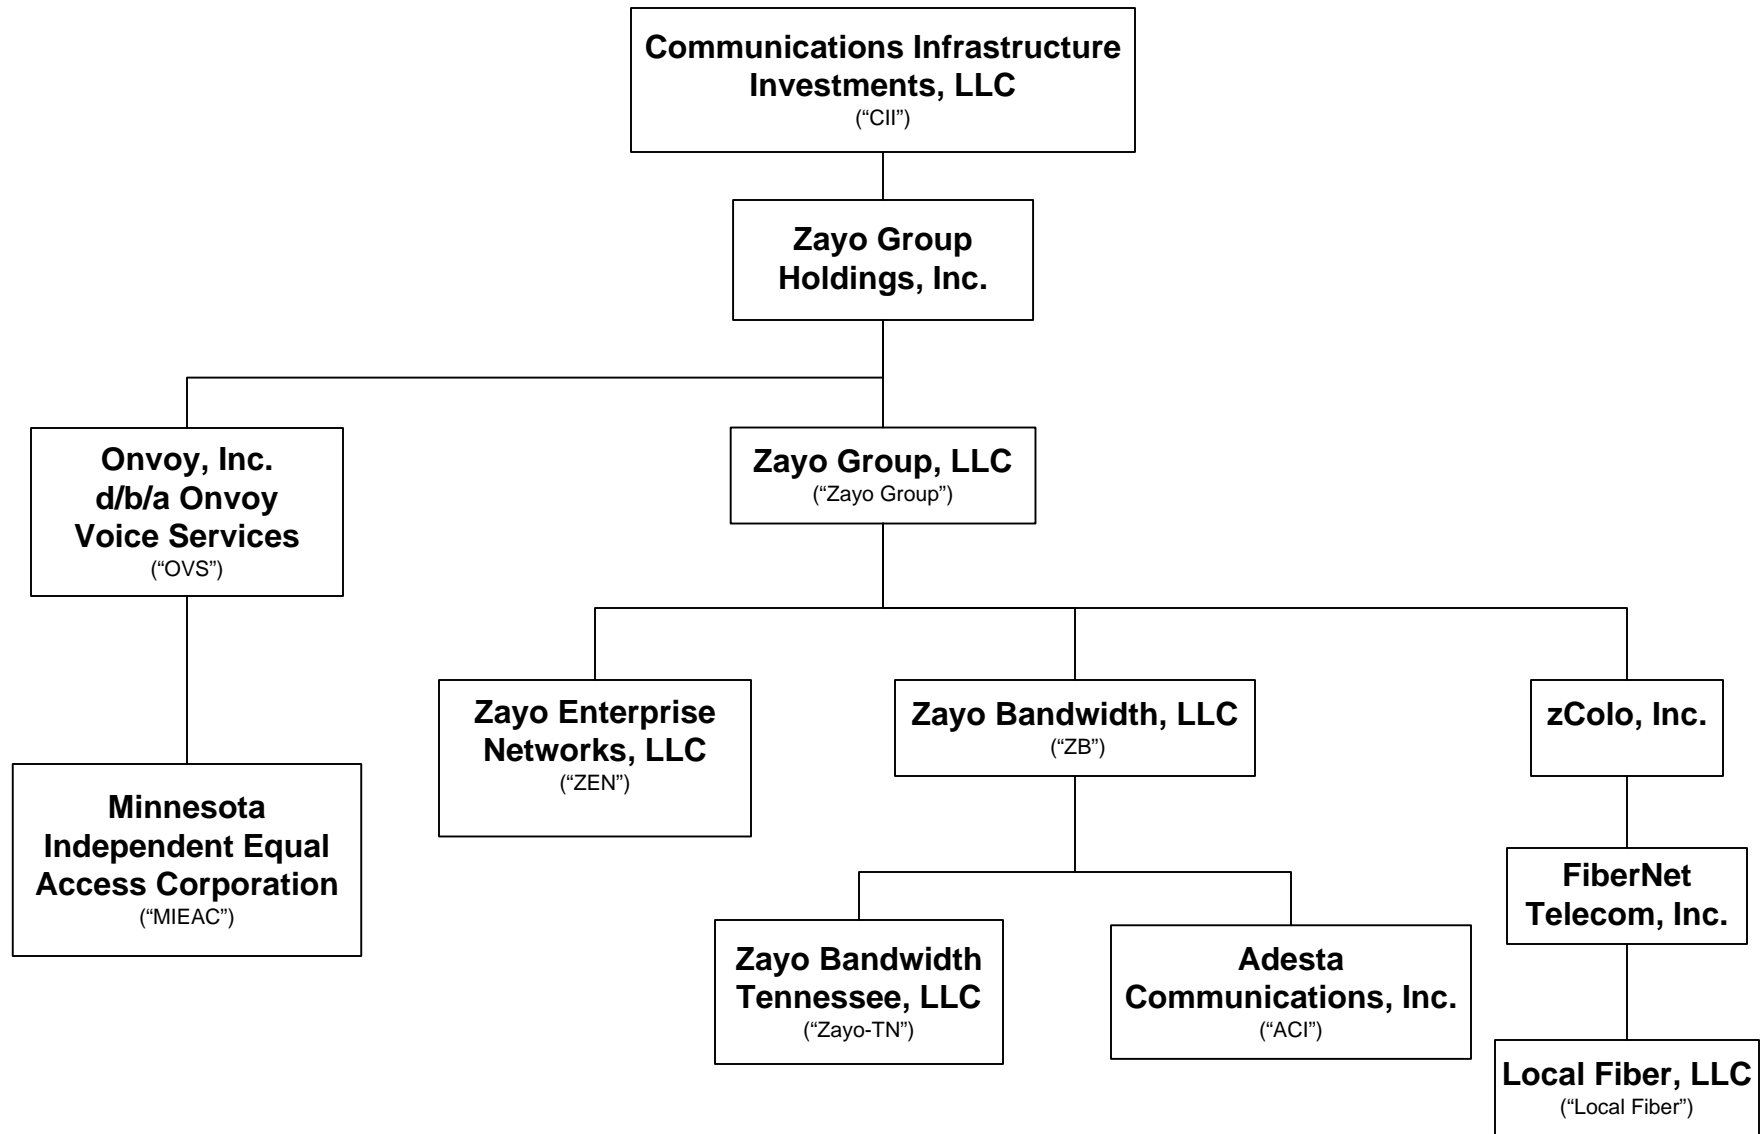 Communications Infrastructure
Investments, LLC
(“CII”)
Zayo Group
Holdings, Inc.
Onvoy, Inc.
d/b/a Onvoy
Voice Services
(“OVS”)
Zayo Group, LLC
(“Zayo Group”)
Zayo Enterprise
Networks, LLC
(“ZEN”)
Zayo Bandwidth, LLC
(“ZB”)
zColo, Inc.
Minnesota
Independent Equal
Access Corporation
(“MIEAC”)
FiberNet
Telecom, Inc.
Zayo Bandwidth
Tennessee, LLC
(“Zayo-TN”)
Adesta
Communications, Inc.
(“ACI”)
Local Fiber, LLC
(“Local Fiber”)